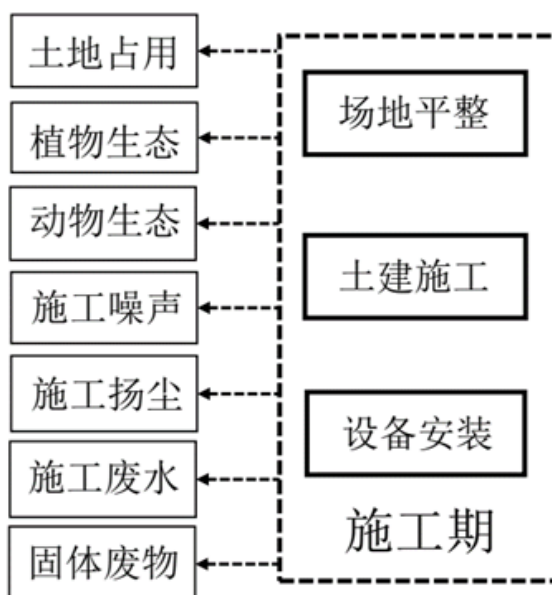 土地占用
植物生态
动物生态
施工噪声
施工扬尘
施工废水
固体废物
场地平整
土建施工
设备安装
施工期